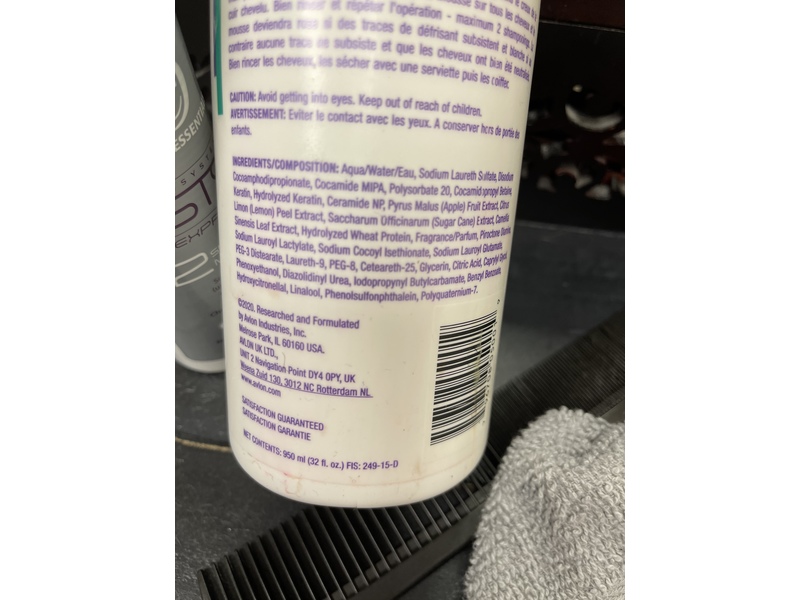 cuir chevelu. Bien rincer et répéter l'opération - maximum 2 shampooings.
mousse deviendra rose si des traces de défrisant subsistent et blanche si
contraire aucune trace ne subsiste et que les cheveux ont bien été neutralisés
Bien rincer les cheveux, les sécher avec une serviette puis les coiffer.
CAUTION: Avoid getting into eyes. Keep out of reach of children.
AVERTISSEMENT: Eviter le contact avec les yeux. A conserver hors de portée des
enfants.
INGREDIENTS/COMPOSITION: Aqua/Water/Eau, Sodium Laureth Sulfate, Disodium
Cocoamphodipropionate, Cocamide MIPA, Polysorbate 20, Cocamidopropyl Betaine,
Keratin, Hydrolyzed Keratin, Ceramide NP, Pyrus Malus (Apple) Fruit Extract, Citrus
Limon (Lemon) Peel Extract, Saccharum Officinarum (Sugar Cane) Extract, Camellia
Sinensis Leaf Extract, Hydrolyzed Wheat Protein, Fragrance/Parfum, Piroctone Olamine,
Sodium Lauroyl Lactylate, Sodium Cocoyl Isethionate, Sodium Lauroyl Glutamate,
PEG-3 Distearate, Laureth-9, PEG-8, Ceteareth-25, Glycerin, Citric Acid, Caprylyl Glycol,
Phenoxyethanol, Diazolidinyl Urea, Iodopropynyl Butylcarbamate, Benzyl Benzoate,
Hydroxycitronellal, Linalool, Phenolsulfonphthalein, Polyquaternium-7.
©2020. Researched and Formulated
by Avlon Industries, Inc.
Melrose Park, IL 60160 USA.
AVLON UK LTD.,
UNIT 2 Navigation Point DY4 0PY, UK
Weena Zuid 130, 3012 NC Rotterdam NL
www.avlon.com
SATISFACTION GUARANTEED
SATISFACTION GARANTIE
NET CONTENTS: 950 ml (32 fl. oz.) FIS: 249-15-D
ESSENTIAL
2